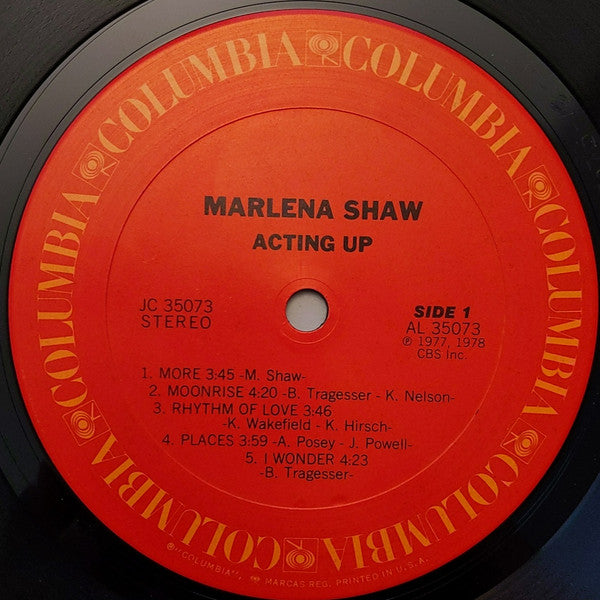 COLUMBIA COLUMBIA COLUMBIA COLUMBIA COLUMBIA COLUMBIA
MARLENA SHAW
ACTING UP
JC 35073
STEREO
SIDE 1
AL 35073
℗ 1977, 1978
CBS Inc.
1. MORE 3:45 -M. Shaw-
2. MOONRISE 4:20 -B. Tragesser - K. Nelson-
3. RHYTHM OF LOVE 3:46
-K. Wakefield - K. Hirsch-
4. PLACES 3:59 -A. Posey - J. Powell-
5. I WONDER 4:23
-B. Tragesser-
®"COLUMBIA", MARCAS REG. PRINTED IN U.S.A.